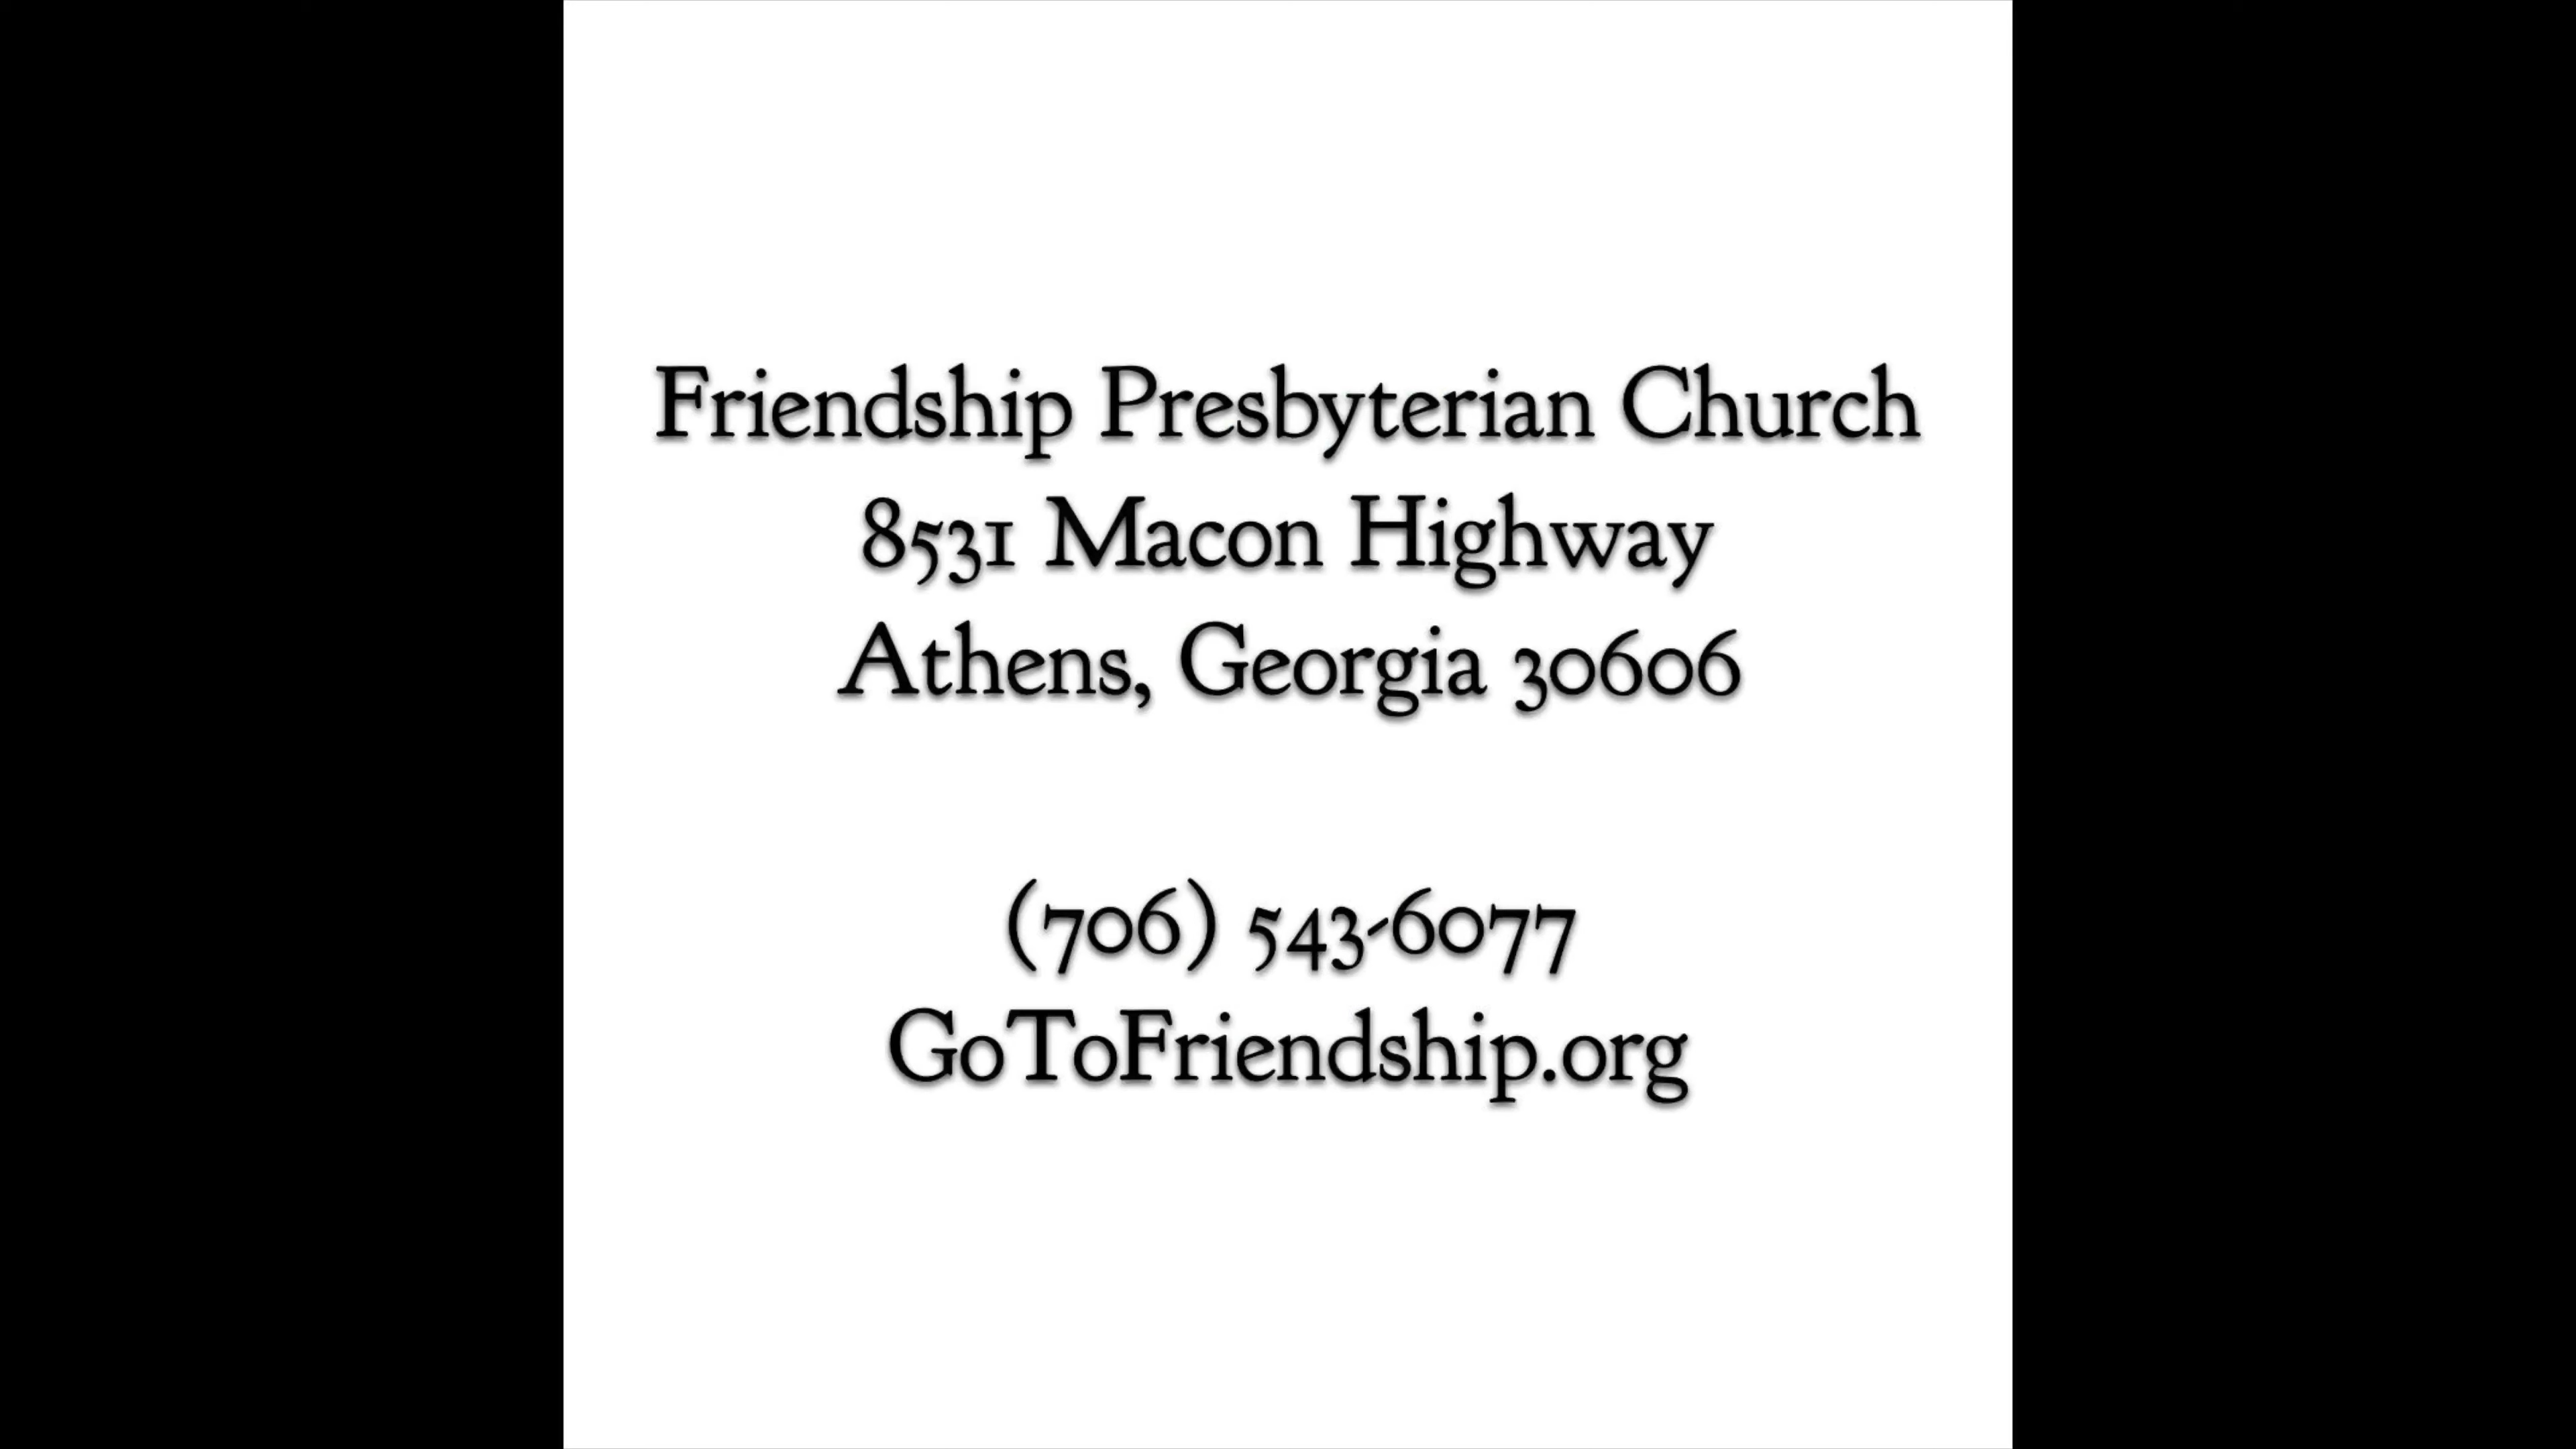 Friendship Presbyterian Church
8531 Macon Highway
Athens, Georgia 30606
(706) 543-6077
GoToFriendship.org